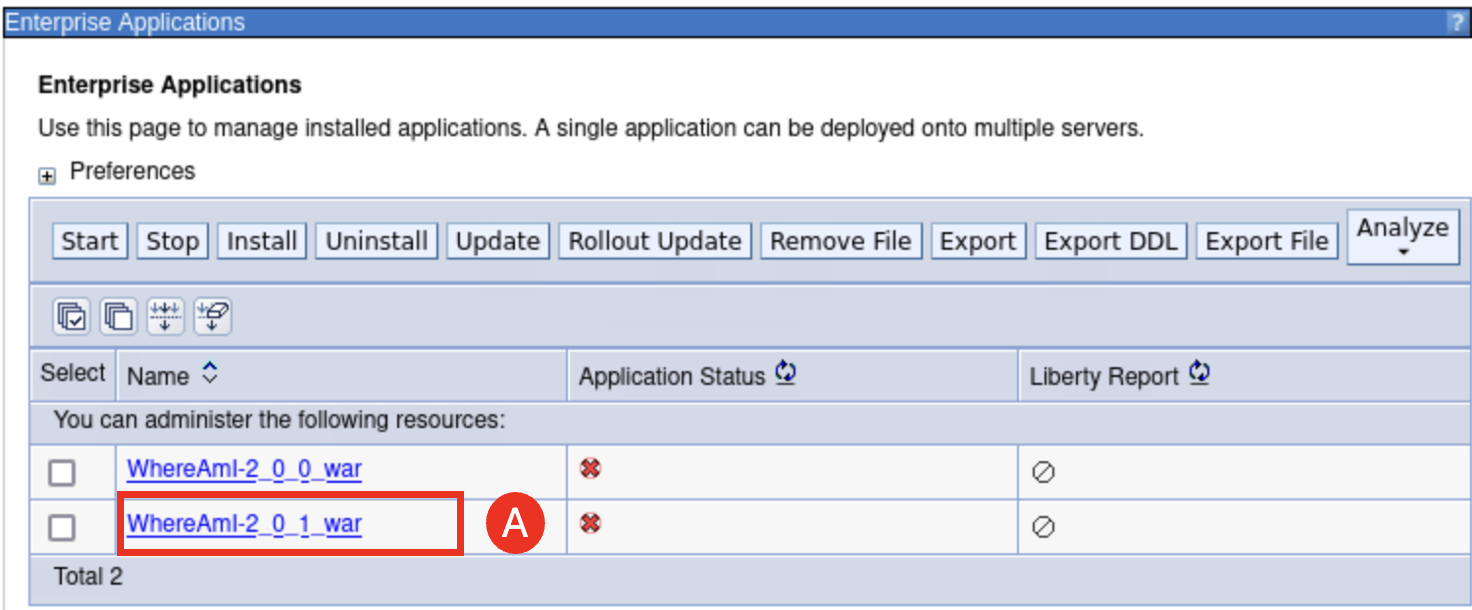 Enterprise Applications ?
Enterprise Applications
Use this page to manage installed applications. A single application can be deployed onto multiple servers.
Preferences
Start Stop Install Uninstall Update Rollout Update Remove File Export Export DDL Export File Analyze
Select Name Application Status Liberty Report
You can administer the following resources:
WhereAmI-2_0_0_war
WhereAmI-2_0_1_war A
Total 2